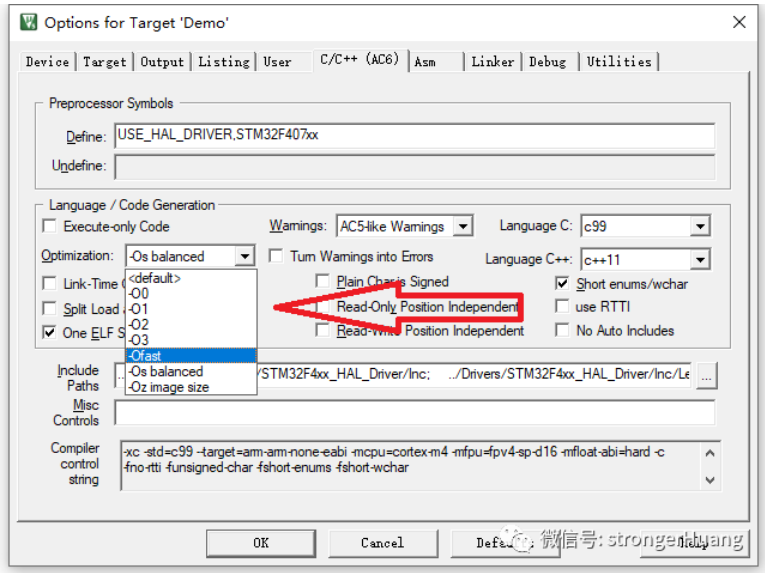 Options for Target 'Demo'
Device Target Output Listing User C/C++ (AC6) Asm Linker Debug Utilities
Preprocessor Symbols
Define: USE_HAL_DRIVER,STM32F407xx
Undefine:
Language / Code Generation
Execute-only Code Warnings: AC5-like Warnings Language C: c99
Optimization: -Os balanced Turn Warnings into Errors Language C++: c++11
<default>
-O0
-O1
-O2
-O3
-Ofast
-Os balanced
-Oz image size
Link-Time Plain Char is Signed Short enums/wchar
Split Load Read-Only Position Independent use RTTI
One ELF S Read-Write Position Independent No Auto Includes
Include Paths /STM32F4xx_HAL_Driver/Inc; ../Drivers/STM32F4xx_HAL_Driver/Inc/Le ...
Misc Controls
Compiler control string
-xc -std=c99 --target=arm-arm-none-eabi -mcpu=cortex-m4 -mfpu=fpv4-sp-d16 -mfloat-abi=hard -c
-fno-rtti -funsigned-char -fshort-enums -fshort-wchar
OK Cancel Defa Help
微信号: strongerHuang